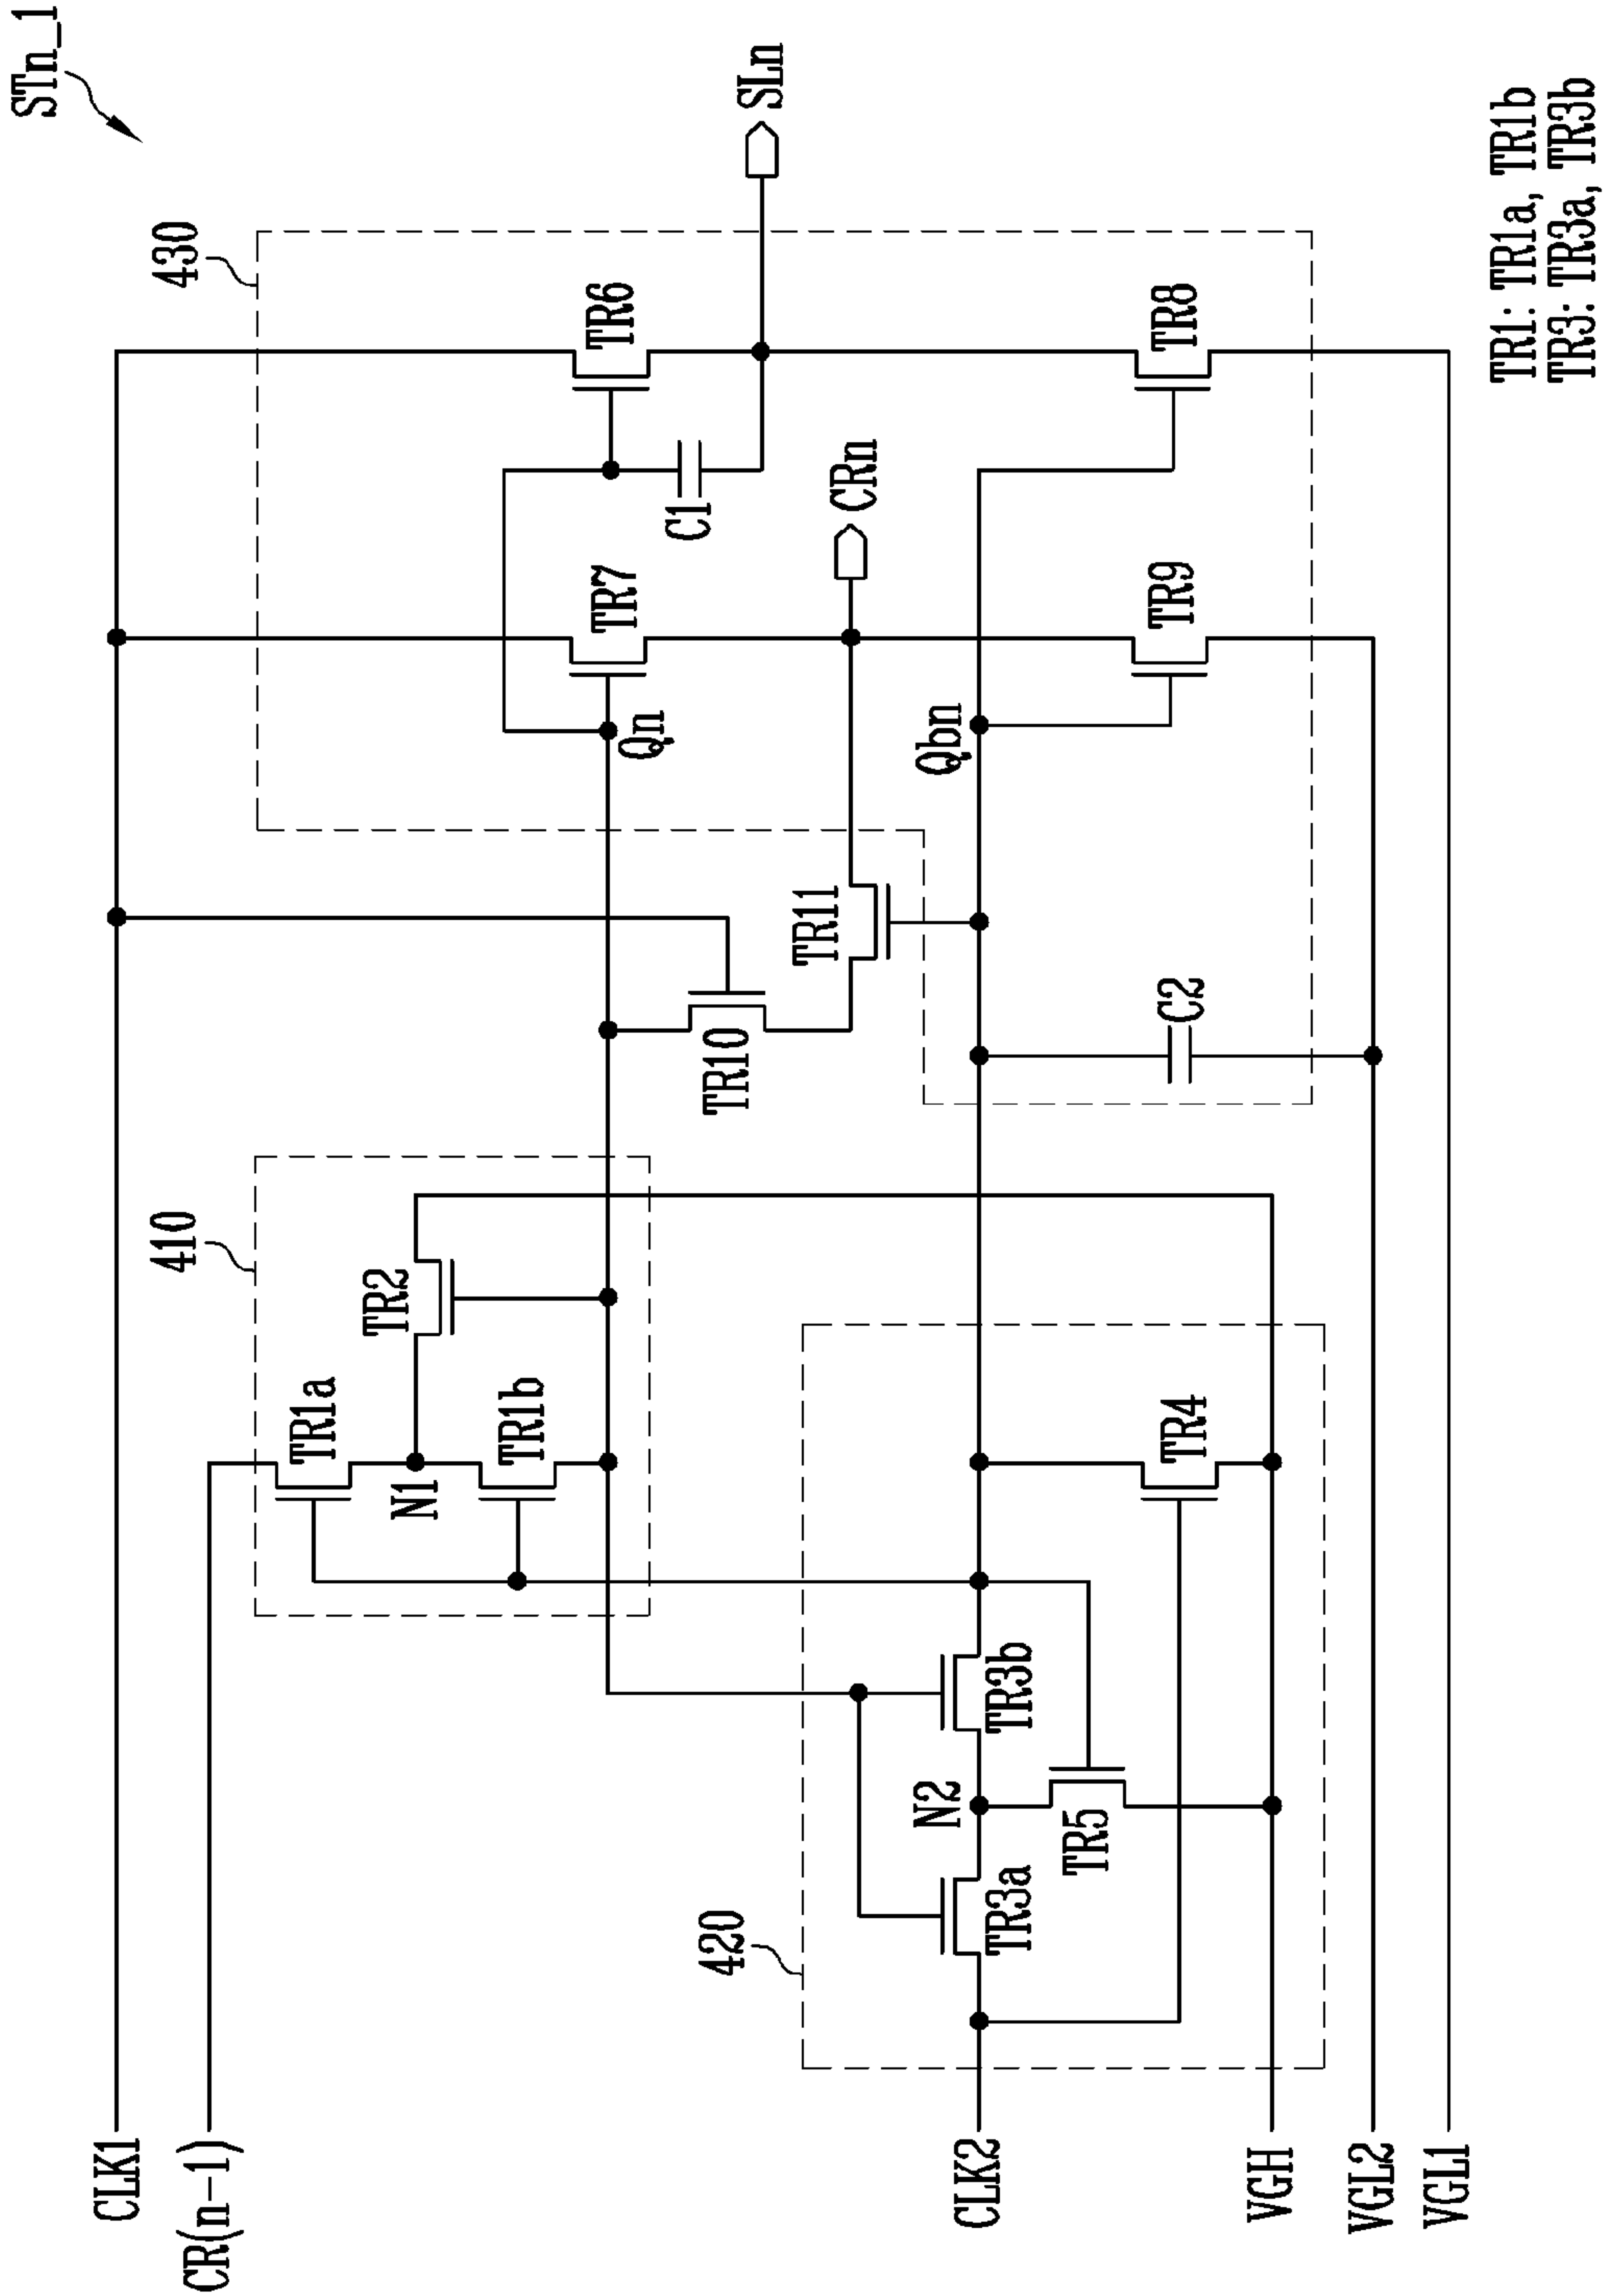 STn_1
430
TR6
SLn
C1
TR7
Qn
CRn
TR8
TR9
Qbn
TR11
TR10
C2
410
TR2
TR1a
N1
TR1b
TR4
TR3b
N2
TR5
TR3a
420
CLK1
CR(n-1)
CLK2
VGH
VGL2
VGL1
TR1: TR1a, TR1b
TR3: TR3a, TR3b